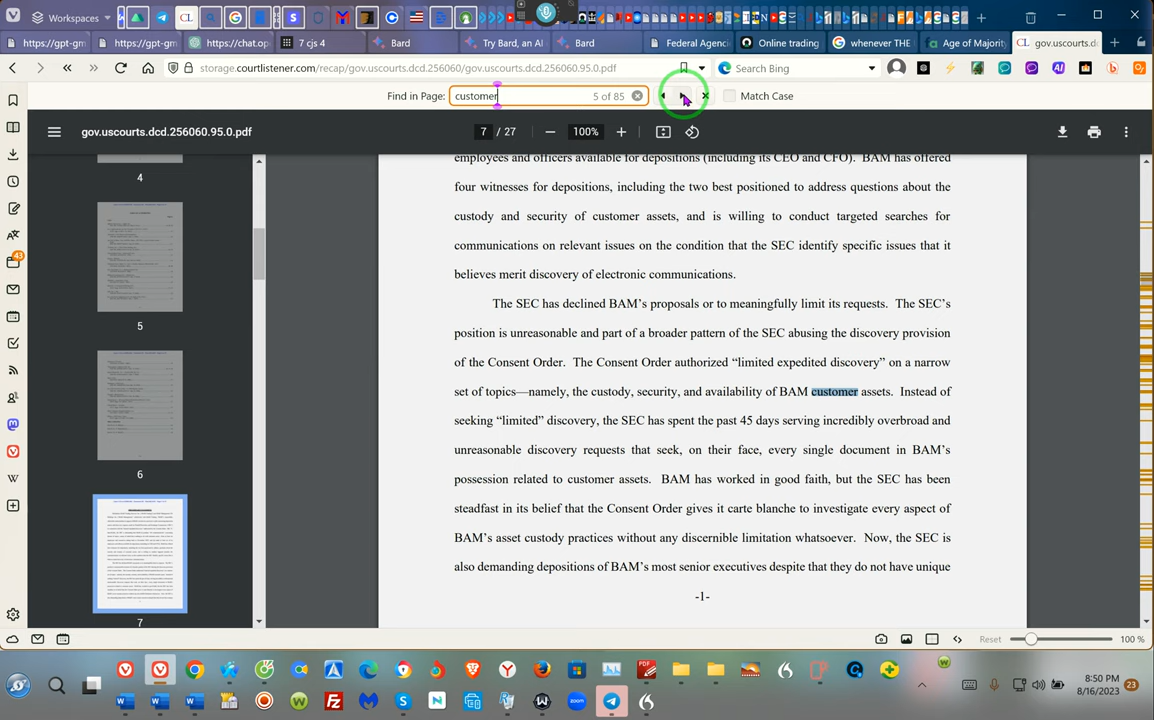 Workspaces
https://gpt-gm
https://gpt-gm
https://chat.op
7 cjs 4
Bard
Try Bard, an AI
Bard
Federal Agenc
Online trading
whenever THE
Age of Majority
gov.uscourts.dc
storage.courtlistener.com/recap/gov.uscourts.dcd.256060/gov.uscourts.dcd.256060.95.0.pdf
Search Bing
Find in Page:
customer
5 of 85
Match Case
gov.uscourts.dcd.256060.95.0.pdf
7 / 27
100%
4
5
6
7
43
employees and officers available for depositions (including its CEO and CFO). BAM has offered
four witnesses for depositions, including the two best positioned to address questions about the
custody and security of customer assets, and is willing to conduct targeted searches for
communications on relevant issues on the condition that the SEC identify specific issues that it
believes merit discovery of electronic communications.
The SEC has declined BAM's proposals or to meaningfully limit its requests. The SEC's
position is unreasonable and part of a broader pattern of the SEC abusing the discovery provision
of the Consent Order. The Consent Order authorized "limited expedited discovery" on a narrow
set of topics—namely, the custody, security, and availability of BAM customer assets. Instead of
seeking "limited" discovery, the SEC has spent the past 45 days serving incredibly overbroad and
unreasonable discovery requests that seek, on their face, every single document in BAM's
possession related to customer assets. BAM has worked in good faith, but the SEC has been
steadfast in its belief that the Consent Order gives it carte blanche to investigate every aspect of
BAM's asset custody practices without any discernible limitation whatsoever. Now, the SEC is
also demanding depositions of BAM's most senior executives despite that they do not have unique
-1-
Reset
100 %
8:50 PM
8/16/2023
23